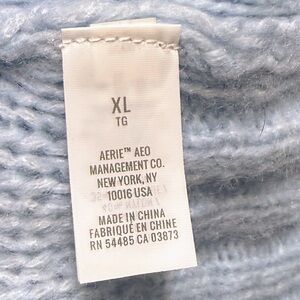 XL
TG
AERIE™ AEO
MANAGEMENT CO.
NEW YORK, NY
10016 USA
MADE IN CHINA
FABRIQUÉ EN CHINE
RN 54485 CA 03873